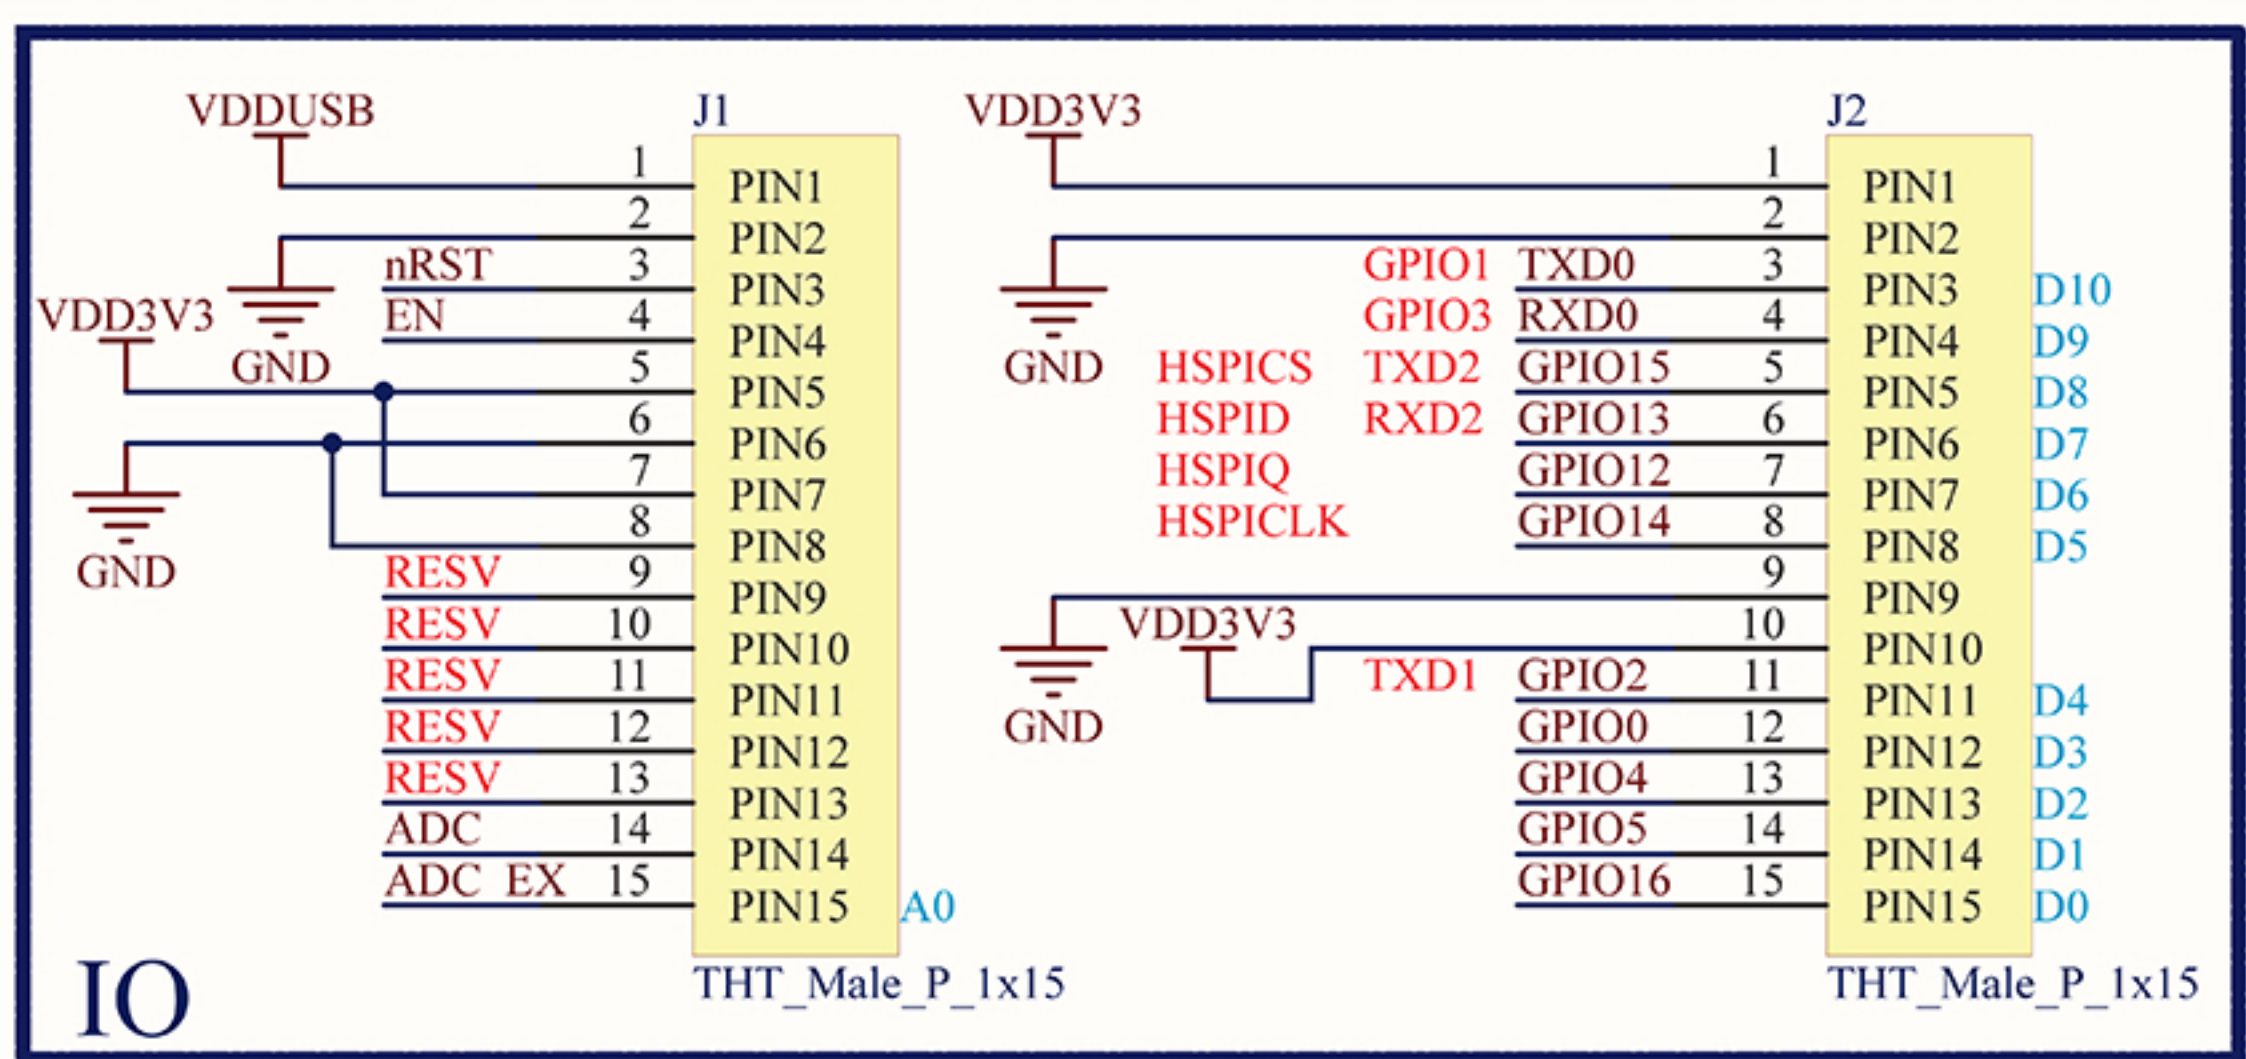 VDDUSB J1 VDD3V3 J2
1 1
PIN1 PIN1
2 2
PIN2 PIN2
nRST 3 GPIO1 TXD0 3
PIN3 PIN3 D10
VDD3V3 EN 4 GPIO3 RXD0 4
PIN4 PIN4 D9
GND 5 GND HSPICS TXD2 GPIO15 5
PIN5 PIN5 D8
6 HSPID RXD2 GPIO13 6
PIN6 PIN6 D7
7 HSPIQ GPIO12 7
PIN7 PIN7 D6
8 HSPICLK GPIO14 8
PIN8 PIN8 D5
GND RESV 9 9
PIN9 PIN9
RESV 10 VDD3V3 10
PIN10 PIN10
RESV 11 TXD1 GPIO2 11
PIN11 PIN11 D4
RESV 12 GND GPIO0 12
PIN12 PIN12 D3
RESV 13 GPIO4 13
PIN13 PIN13 D2
ADC 14 GPIO5 14
PIN14 PIN14 D1
ADC EX 15 GPIO16 15
PIN15 A0 PIN15 D0
IO THT_Male_P_1x15 THT_Male_P_1x15